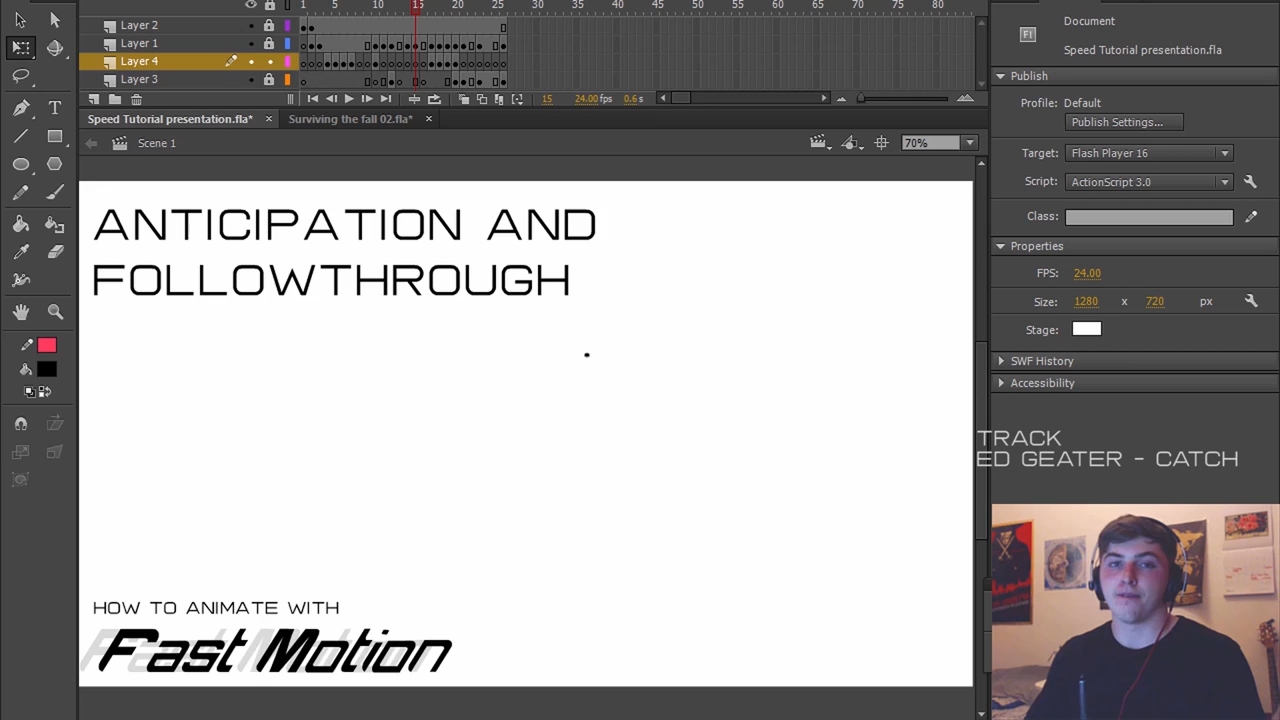 Layer 2
Layer 1
Layer 4
Layer 3
1 5 10 15 20 25 30 35 40 45 50 55 60 65 70 75 80
15 24.00 fps 0.6 s
Speed Tutorial presentation.fla* × Surviving the fall 02.fla* ×
Scene 1
70%
ANTICIPATION AND
FOLLOWTHROUGH
HOW TO ANIMATE WITH
Fast Motion
Fl
Document
Speed Tutorial presentation.fla
Publish
Profile: Default
Publish Settings...
Target: Flash Player 16
Script: ActionScript 3.0
Class:
Properties
FPS: 24.00
Size: 1280 x 720 px
Stage:
SWF History
Accessibility
TRACK
ED GEATER - CATCH